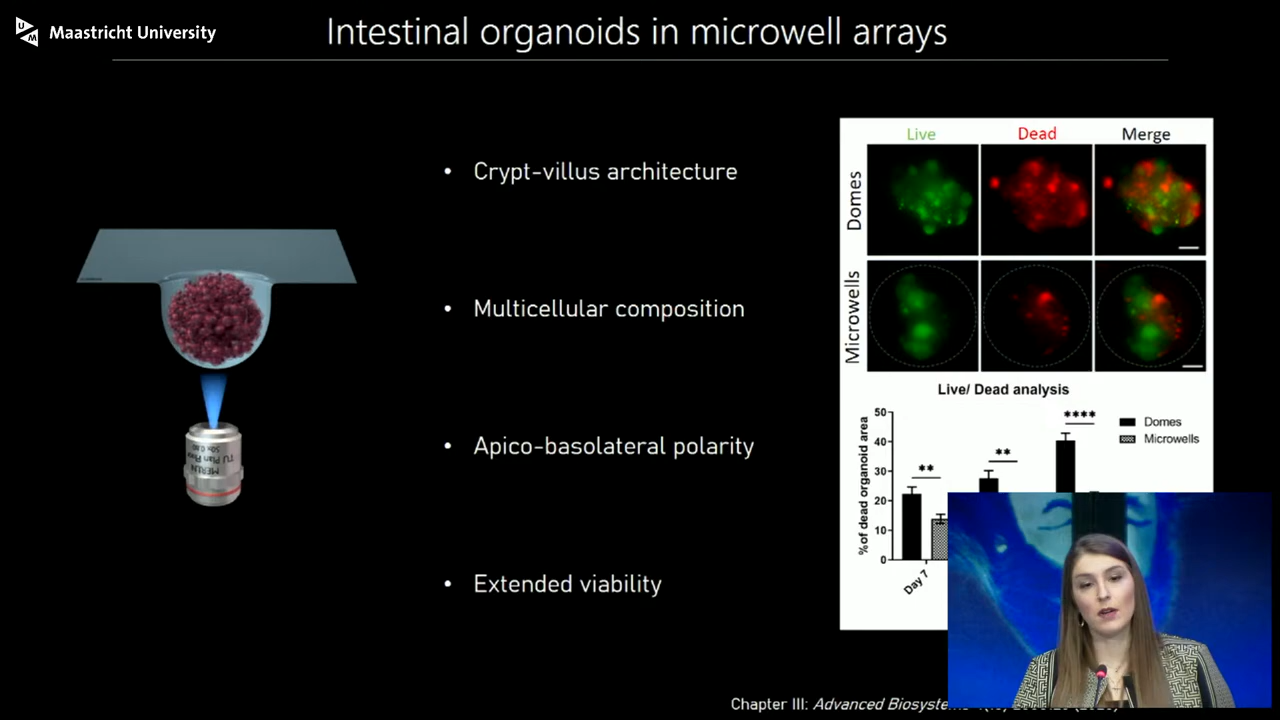 Maastricht University
Intestinal organoids in microwell arrays
• Crypt-villus architecture
• Multicellular composition
• Apico-basolateral polarity
• Extended viability
Live Dead Merge
Domes
Microwells
Live/ Dead analysis
%of dead organoid area
50
40
30
20
10
0
**
**
****
Domes
Microwells
Day 7
Chapter III: Advanced